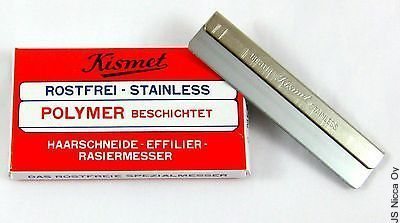 Kismet
ROSTFREI - STAINLESS
POLYMER BESCHICHTET
HAARSCHNEIDE - EFFILIER -
RASIERMESSER
DAS ROSTFREIE SPEZIALMESSER
Kismet STAINLESS
JS Nicca Oy